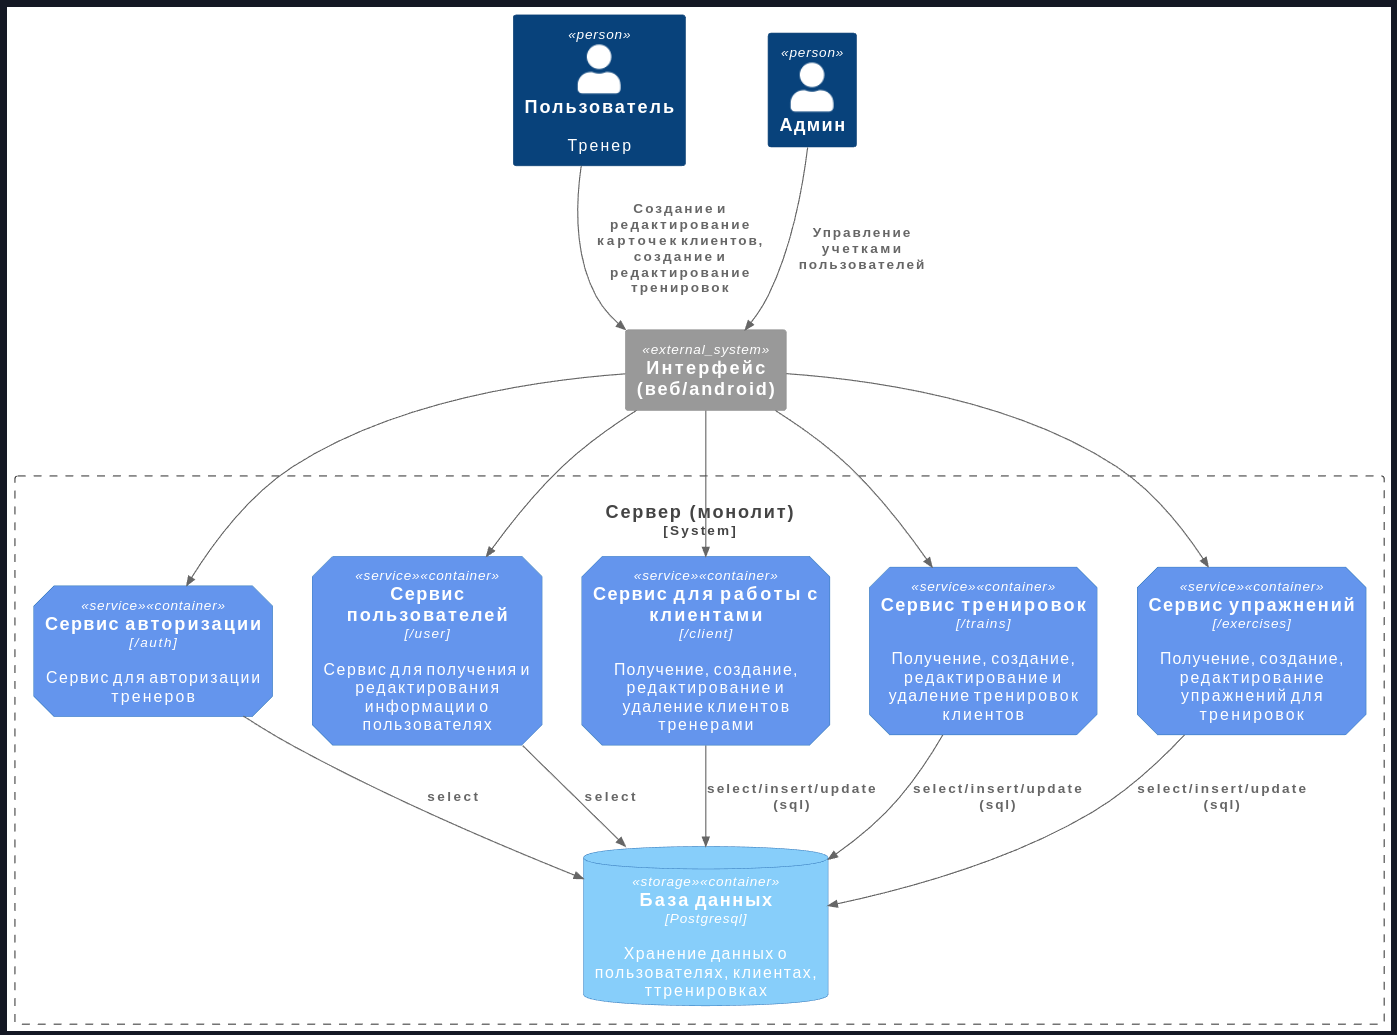 «person»
Пользователь
Тренер
«person»
Админ
Создание и
редактирование
карточек клиентов,
создание и
редактирование
тренировок
Управление
учетками
пользователей
«external_system»
Интерфейс
(веб/android)
Сервер (монолит)
[System]
«service»«container»
Сервис авторизации
[/auth]
Сервис для авторизации
тренеров
«service»«container»
Сервис
пользователей
[/user]
Сервис для получения и
редактирования
информации о
пользователях
«service»«container»
Сервис для работы с
клиентами
[/client]
Получение, создание,
редактирование и
удаление клиентов
тренерами
«service»«container»
Сервис тренировок
[/trains]
Получение, создание,
редактирование и
удаление тренировок
клиентов
«service»«container»
Сервис упражнений
[/exercises]
Получение, создание,
редактирование
упражнений для
тренировок
select
select
select/insert/update
(sql)
select/insert/update
(sql)
select/insert/update
(sql)
«storage»«container»
База данных
[Postgresql]
Хранение данных о
пользователях, клиентах,
ттренировках